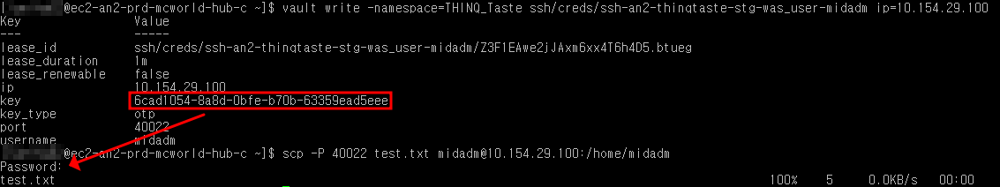 @ec2-an2-prd-mcworld-hub-c ~]$ vault write -namespace=THINQ_Taste ssh/creds/ssh-an2-thingtaste-stg-was_user-midadm ip=10.154.29.100
Key Value
--- -----
lease_id ssh/creds/ssh-an2-thingtaste-stg-was_user-midadm/Z3F1EAwe2jJAxm6xx4T6h4D5.btueg
lease_duration 1m
lease_renewable false
ip 10.154.29.100
key 6cad1054-8a8d-0bfe-b70b-63359ead5eee
key_type otp
port 40022
username midadm
@ec2-an2-prd-mcworld-hub-c ~]$ scp -P 40022 test.txt midadm@10.154.29.100:/home/midadm
Password:
test.txt 100% 5 0.0KB/s 00:00